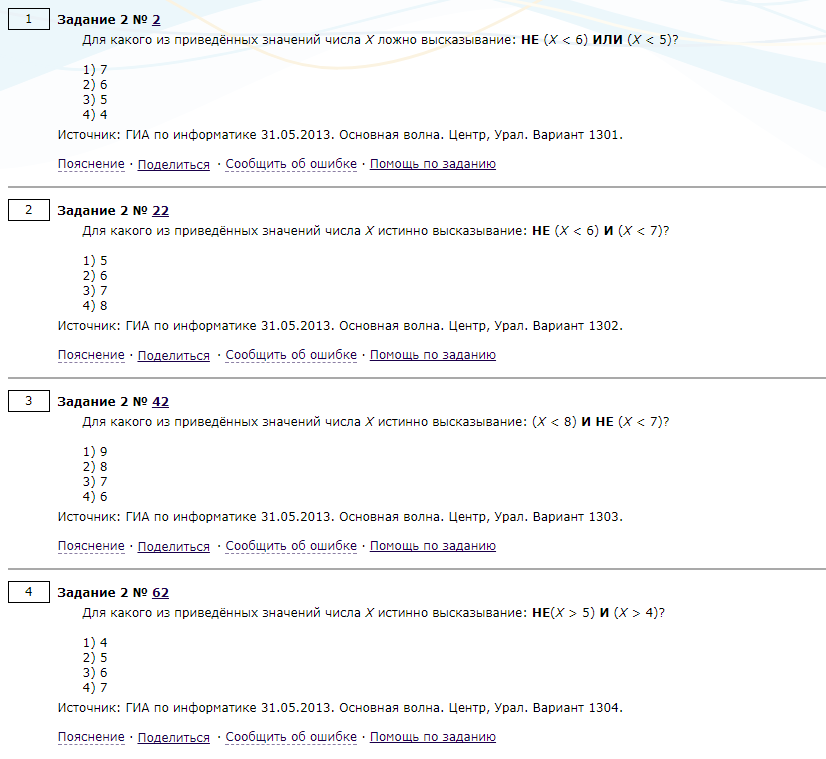 1 Задание 2 № 2
Для какого из приведённых значений числа X ложно высказывание: НЕ (X < 6) ИЛИ (X < 5)?
1) 7
2) 6
3) 5
4) 4
Источник: ГИА по информатике 31.05.2013. Основная волна. Центр, Урал. Вариант 1301.
Пояснение · Поделиться · Сообщить об ошибке · Помощь по заданию
2 Задание 2 № 22
Для какого из приведённых значений числа X истинно высказывание: НЕ (X < 6) И (X < 7)?
1) 5
2) 6
3) 7
4) 8
Источник: ГИА по информатике 31.05.2013. Основная волна. Центр, Урал. Вариант 1302.
Пояснение · Поделиться · Сообщить об ошибке · Помощь по заданию
3 Задание 2 № 42
Для какого из приведённых значений числа X истинно высказывание: (X < 8) И НЕ (X < 7)?
1) 9
2) 8
3) 7
4) 6
Источник: ГИА по информатике 31.05.2013. Основная волна. Центр, Урал. Вариант 1303.
Пояснение · Поделиться · Сообщить об ошибке · Помощь по заданию
4 Задание 2 № 62
Для какого из приведённых значений числа X истинно высказывание: НЕ(X > 5) И (X > 4)?
1) 4
2) 5
3) 6
4) 7
Источник: ГИА по информатике 31.05.2013. Основная волна. Центр, Урал. Вариант 1304.
Пояснение · Поделиться · Сообщить об ошибке · Помощь по заданию